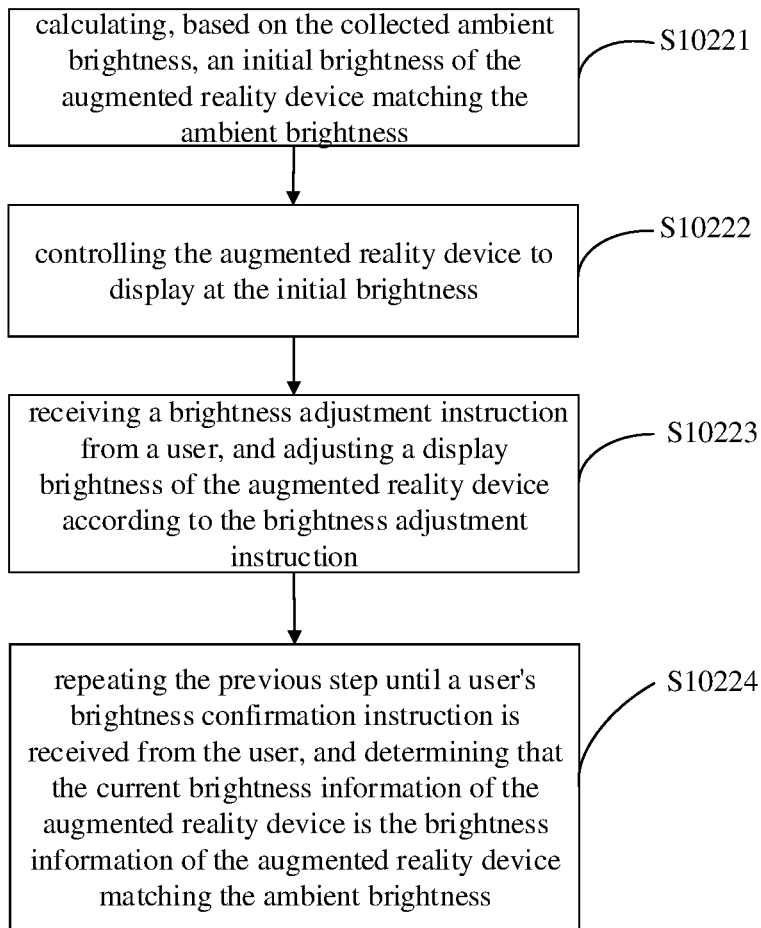 calculating, based on the collected ambient
brightness, an initial brightness of the
augmented reality device matching the
ambient brightness
S10221
controlling the augmented reality device to
display at the initial brightness
S10222
receiving a brightness adjustment instruction
from a user, and adjusting a display
brightness of the augmented reality device
according to the brightness adjustment
instruction
S10223
repeating the previous step until a user's
brightness confirmation instruction is
received from the user, and determining that
the current brightness information of the
augmented reality device is the brightness
information of the augmented reality device
matching the ambient brightness
S10224